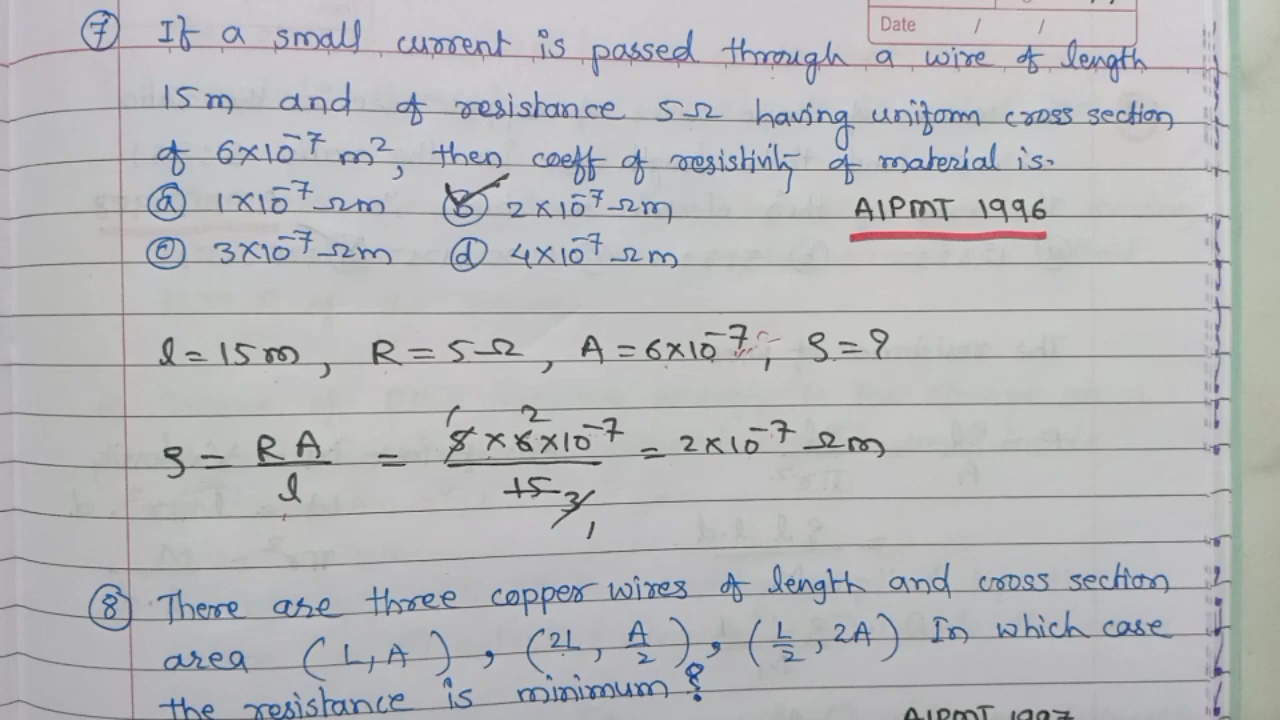 Date / /
⑦ If a small current is passed through a wire of length
15m and of resistance 5Ω having uniform cross section
of 6×10⁻⁷ m², then coeff of resistivity of material is.
ⓐ 1×10⁻⁷ Ωm ⓑ 2×10⁻⁷ Ωm AIPMT 1996
ⓒ 3×10⁻⁷ Ωm ⓓ 4×10⁻⁷ Ωm
l = 15m, R = 5Ω, A = 6×10⁻⁷, ρ = ?
ρ = RA/l = 5×6×10⁻⁷/15 = 2×10⁻⁷ Ωm
⑧ There are three copper wires of length and cross section
area (L, A), (2L, A/2), (L/2, 2A) In which case
the resistance is minimum?
AIPMT 1997